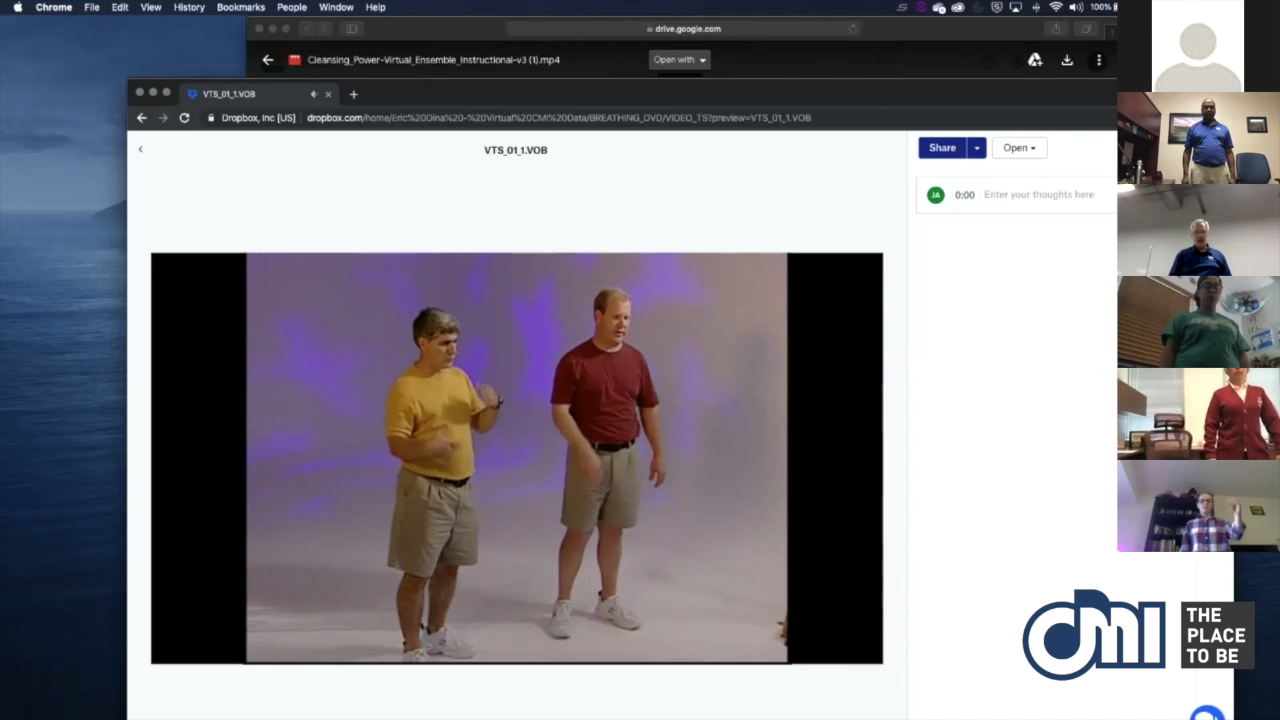 Chrome File Edit View History Bookmarks People Window Help 100%
drive.google.com
Cleansing_Power-Virtual_Ensemble_Instructional-v3 (1).mp4 Open with
VTS_01_1.VOB
Dropbox, Inc [US] dropbox.com/home/Eric%20Dina%20-%20Virtual%20CMI%20Data/BREATHING_DVD/VIDEO_TS?preview=VTS_01_1.VOB
VTS_01_1.VOB
Share Open
JA 0:00 Enter your thoughts here
CMI
THE
PLACE
TO BE